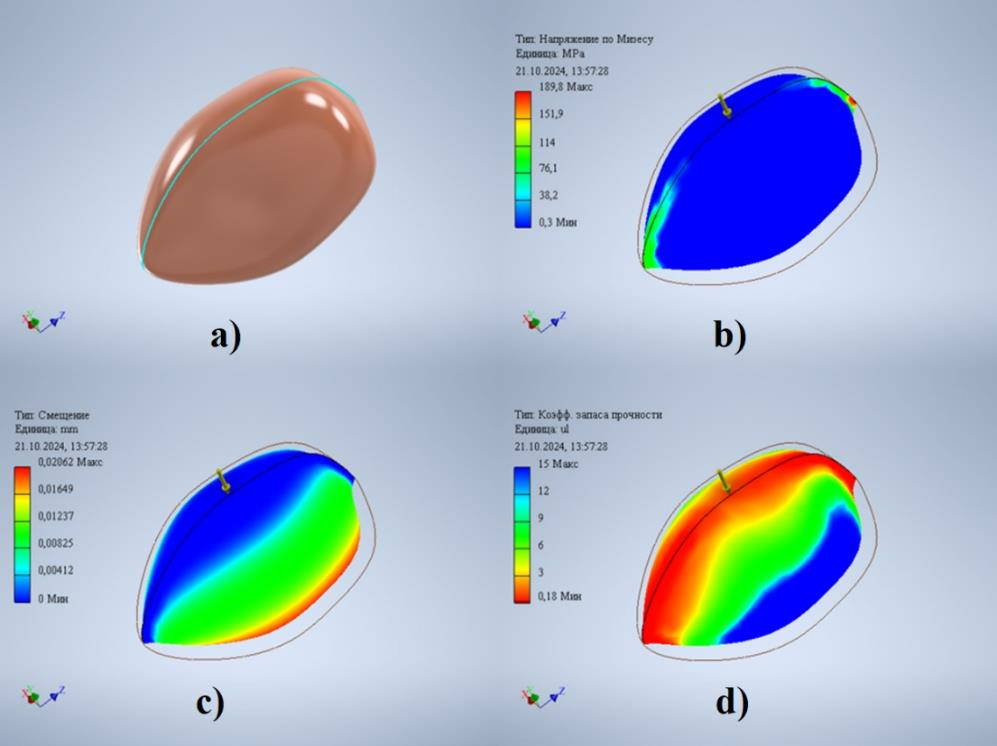 Тип: Напряжение по Мизесу
Единица: MPa
21.10.2024, 13:57:28
189,8 Макс
151,9
114
76,1
38,2
0,3 Мин
X
Z
a)
X
Z
b)
Тип: Смещение
Единица: mm
21.10.2024, 13:57:28
0,02062 Макс
0,01649
0,01237
0,00825
0,00412
0 Мин
X
Z
c)
Тип: Коэфф. запаса прочности
Единица: ul
21.10.2024, 13:57:28
15 Макс
12
9
6
3
0,18 Мин
X
Z
d)